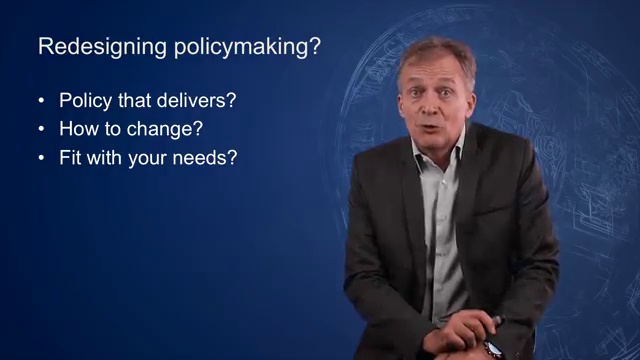 Redesigning policymaking?
• Policy that delivers?
• How to change?
• Fit with your needs?